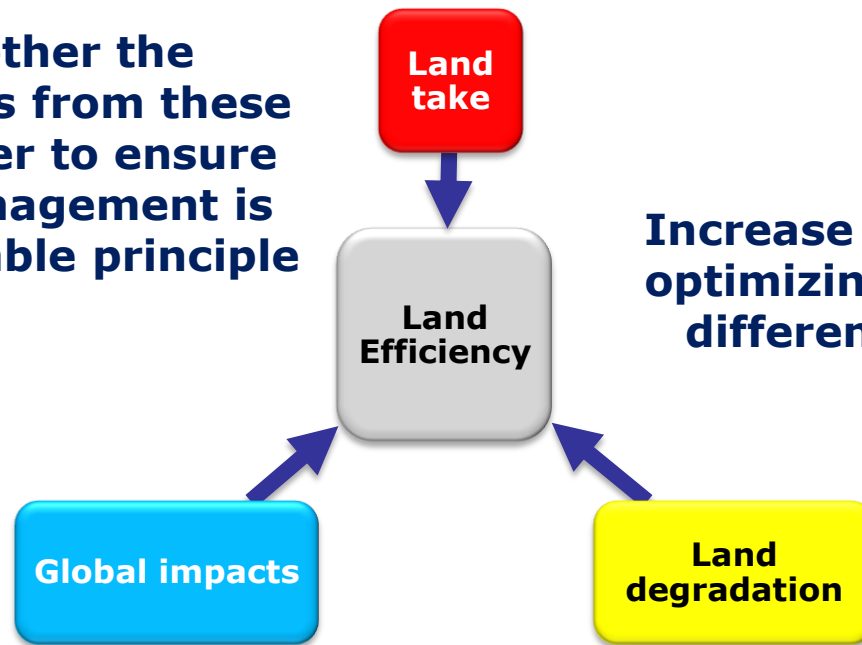 ther the
s from these
er to ensure
nagement is
ble principle
Land
take
Increase
optimizin
differen
Land
Efficiency
Global impacts
Land
degradation